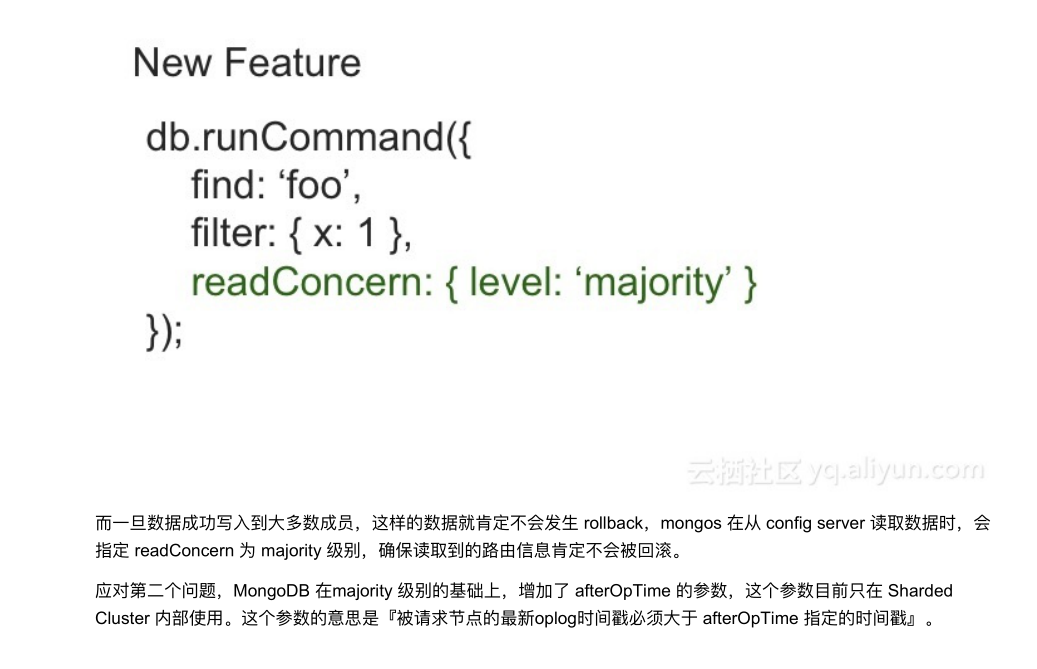 New Feature
db.runCommand({
find: ‘foo’,
filter: { x: 1 },
readConcern: { level: ‘majority’ }
});
云栖社区 yq.aliyun.com
而一旦数据成功写入到大多数成员，这样的数据就肯定不会发生 rollback，mongos 在从 config server 读取数据时，会
指定 readConcern 为 majority 级别，确保读取到的路由信息肯定不会被回滚。
应对第二个问题，MongoDB 在majority 级别的基础上，增加了 afterOpTime 的参数，这个参数目前只在 Sharded
Cluster 内部使用。这个参数的意思是『被请求节点的最新oplog时间戳必须大于 afterOpTime 指定的时间戳』。